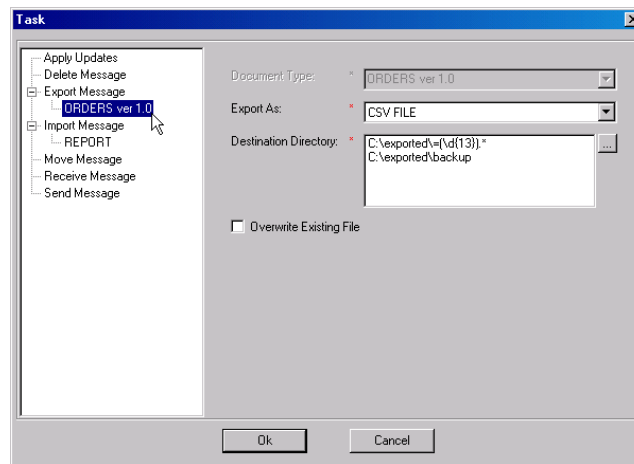 Task
Apply Updates
Delete Message
Export Message
ORDERS ver 1.0
Import Message
REPORT
Move Message
Receive Message
Send Message
Document Type: * ORDERS ver 1.0
Export As: * CSV FILE
Destination Directory: * C:\exported\=(\d{13}).*
C:\exported\backup
...
Overwrite Existing File
Ok
Cancel